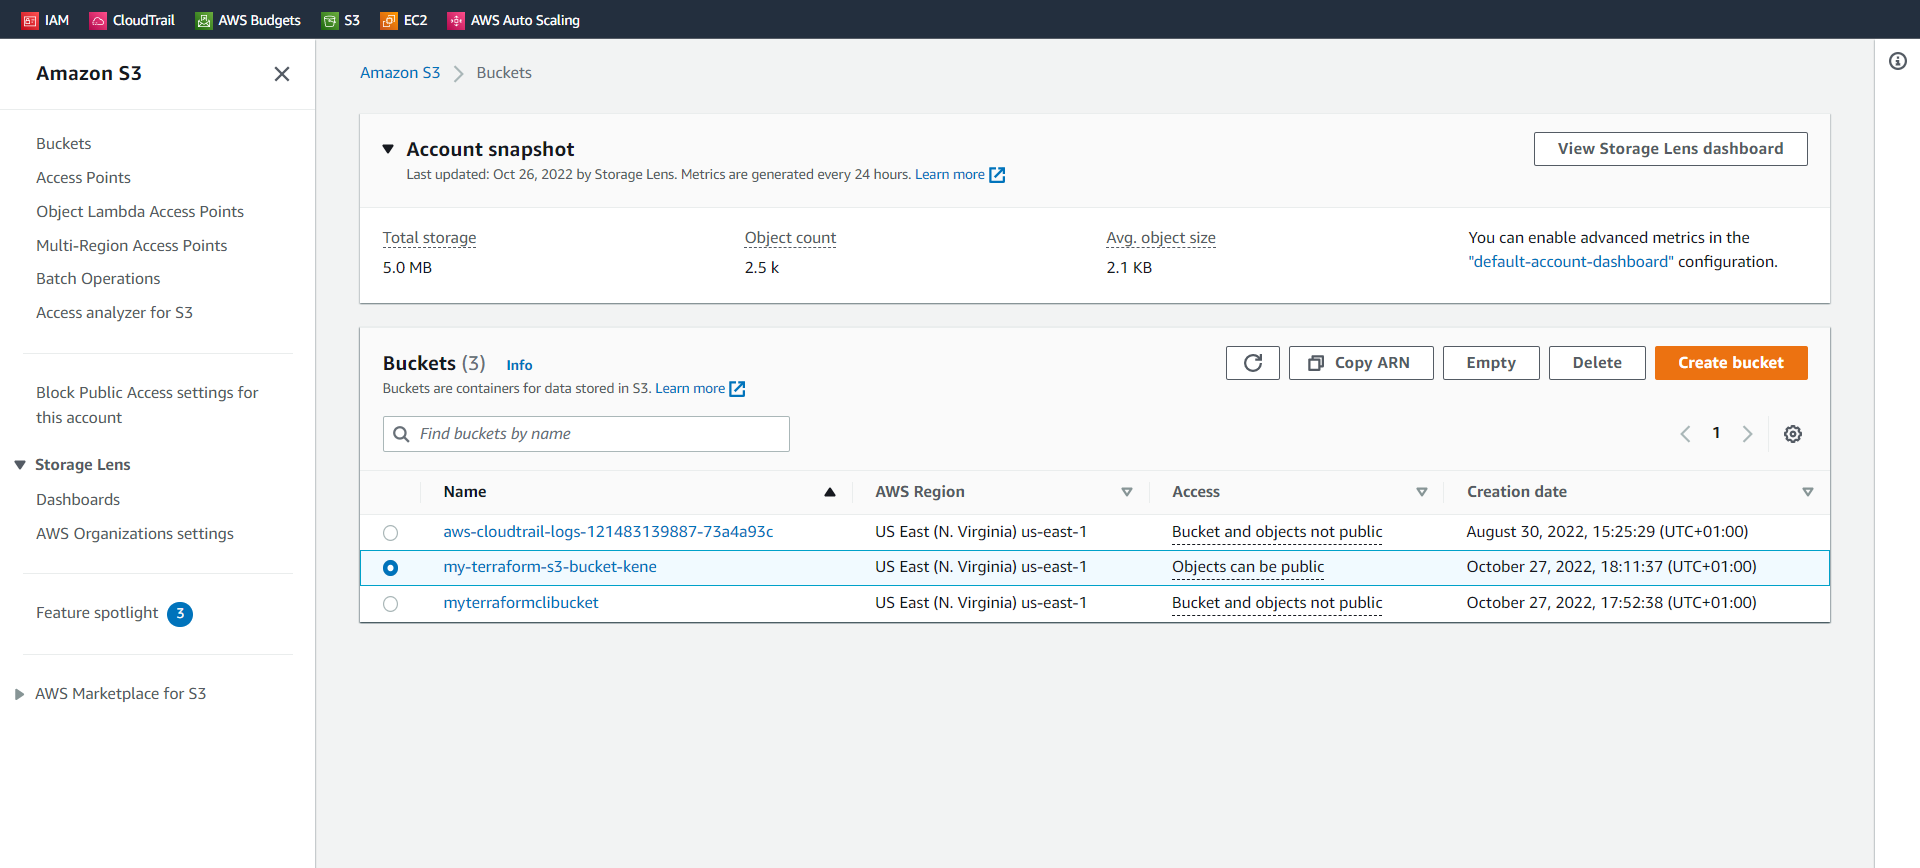 IAM CloudTrail AWS Budgets S3 EC2 AWS Auto Scaling
Amazon S3
Buckets
Access Points
Object Lambda Access Points
Multi-Region Access Points
Batch Operations
Access analyzer for S3
Block Public Access settings for
this account
Storage Lens
Dashboards
AWS Organizations settings
Feature spotlight 3
AWS Marketplace for S3
Amazon S3 Buckets
Account snapshot
Last updated: Oct 26, 2022 by Storage Lens. Metrics are generated every 24 hours. Learn more
View Storage Lens dashboard
Total storage
5.0 MB
Object count
2.5 k
Avg. object size
2.1 KB
You can enable advanced metrics in the
"default-account-dashboard" configuration.
Buckets (3) Info
Buckets are containers for data stored in S3. Learn more
Copy ARN Empty Delete Create bucket
Find buckets by name
1
Name AWS Region Access Creation date
aws-cloudtrail-logs-121483139887-73a4a93c US East (N. Virginia) us-east-1 Bucket and objects not public August 30, 2022, 15:25:29 (UTC+01:00)
my-terraform-s3-bucket-kene US East (N. Virginia) us-east-1 Objects can be public October 27, 2022, 18:11:37 (UTC+01:00)
myterraformclibucket US East (N. Virginia) us-east-1 Bucket and objects not public October 27, 2022, 17:52:38 (UTC+01:00)